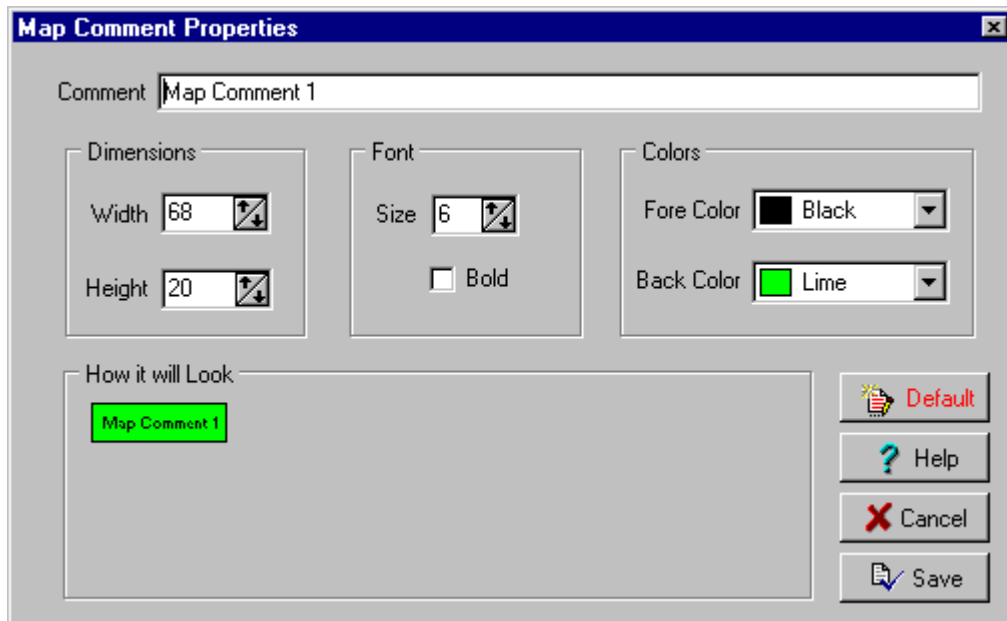 Map Comment Properties
Comment Map Comment 1
Dimensions
Width 68
Height 20
Font
Size 6
Bold
Colors
Fore Color Black
Back Color Lime
How it will Look
Map Comment 1
Default
Help
Cancel
Save